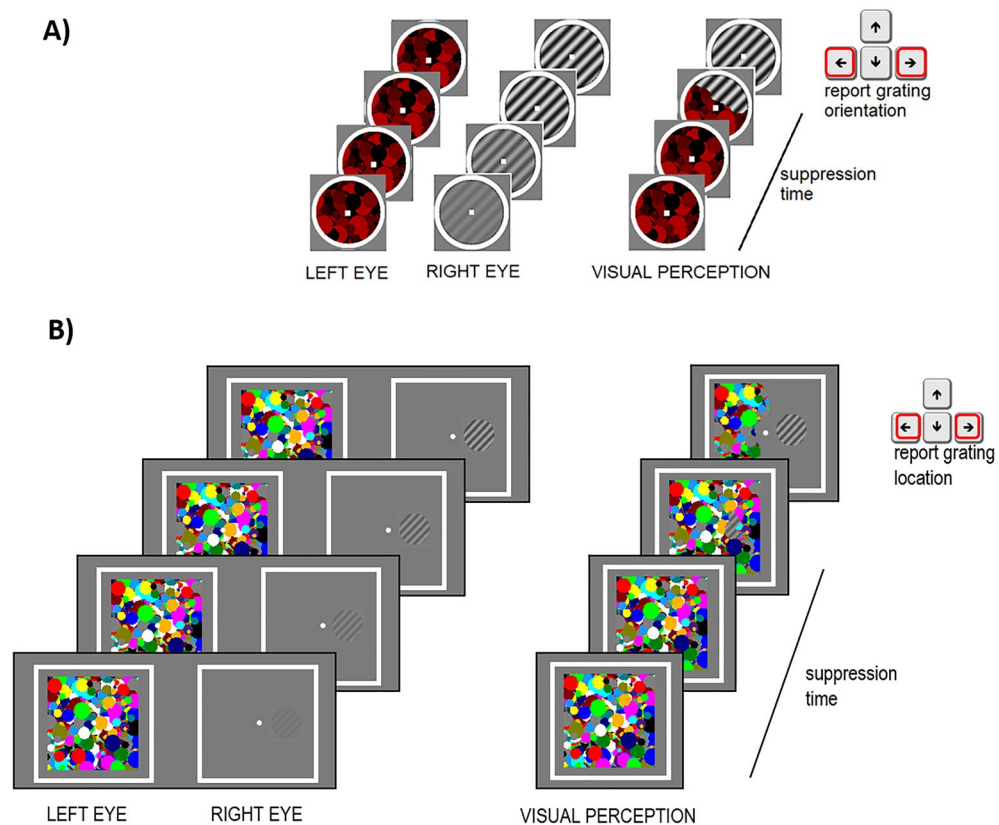 A)
report grating
orientation
suppression
time
LEFT EYE
RIGHT EYE
VISUAL PERCEPTION
B)
report grating
location
suppression
time
LEFT EYE
RIGHT EYE
VISUAL PERCEPTION